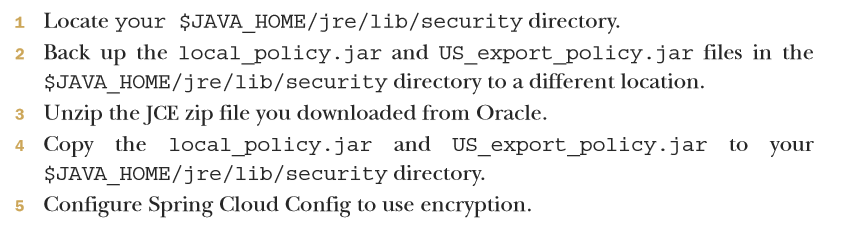 1 Locate your $JAVA_HOME/jre/lib/security directory.
2 Back up the local_policy.jar and US_export_policy.jar files in the
$JAVA_HOME/jre/lib/security directory to a different location.
3 Unzip the JCE zip file you downloaded from Oracle.
4 Copy the local_policy.jar and US_export_policy.jar to your
$JAVA_HOME/jre/lib/security directory.
5 Configure Spring Cloud Config to use encryption.